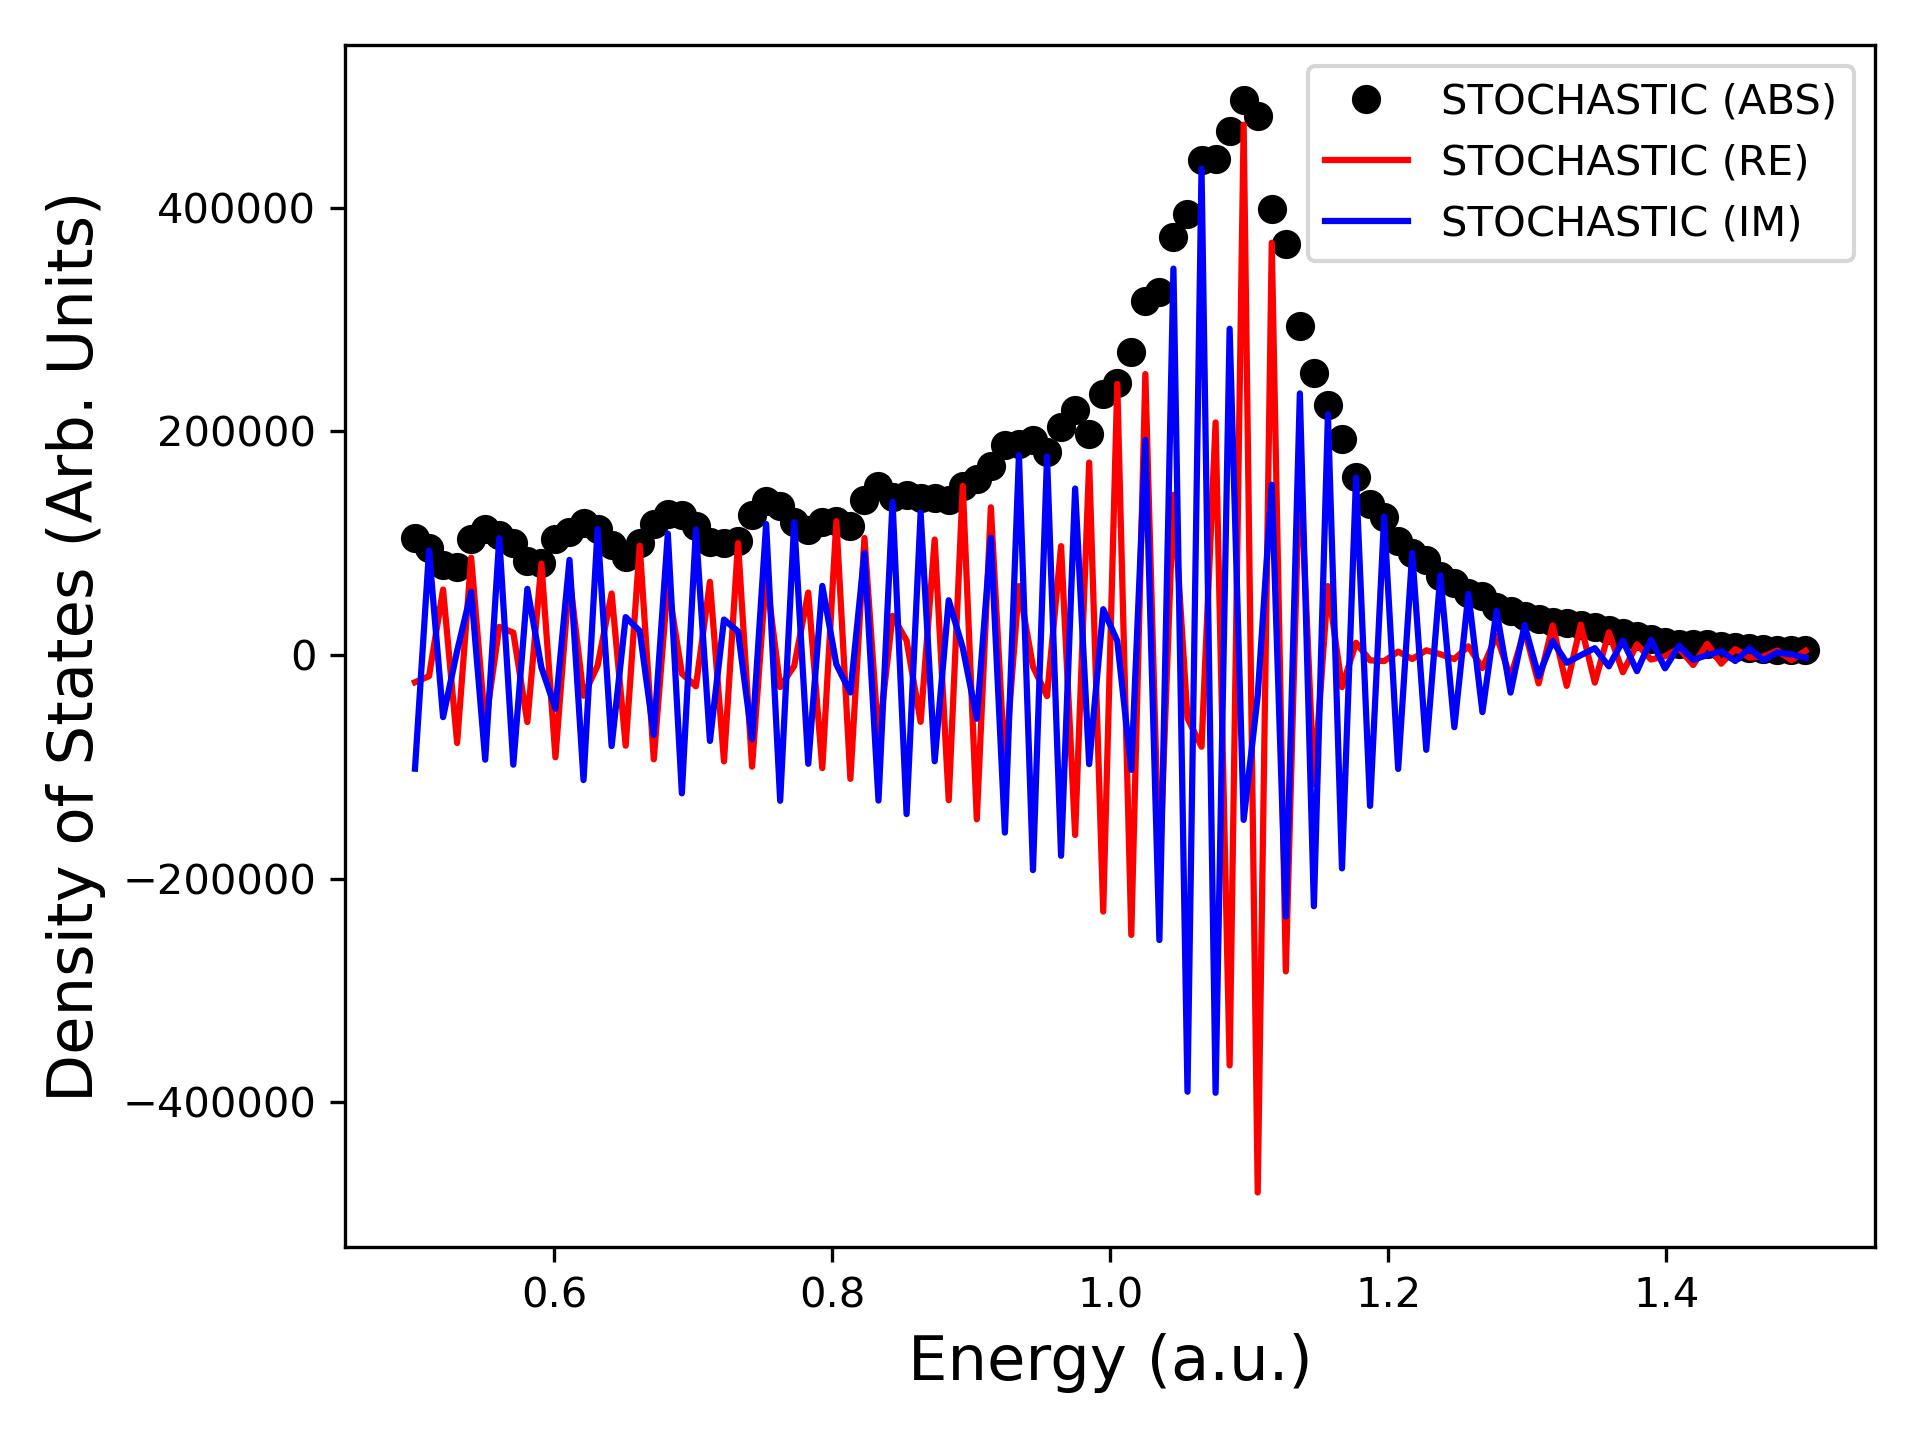 STOCHASTIC (ABS)
STOCHASTIC (RE)
STOCHASTIC (IM)
Density of States (Arb. Units)
400000
200000
0
−200000
−400000
0.6
0.8
1.0
1.2
1.4
Energy (a.u.)